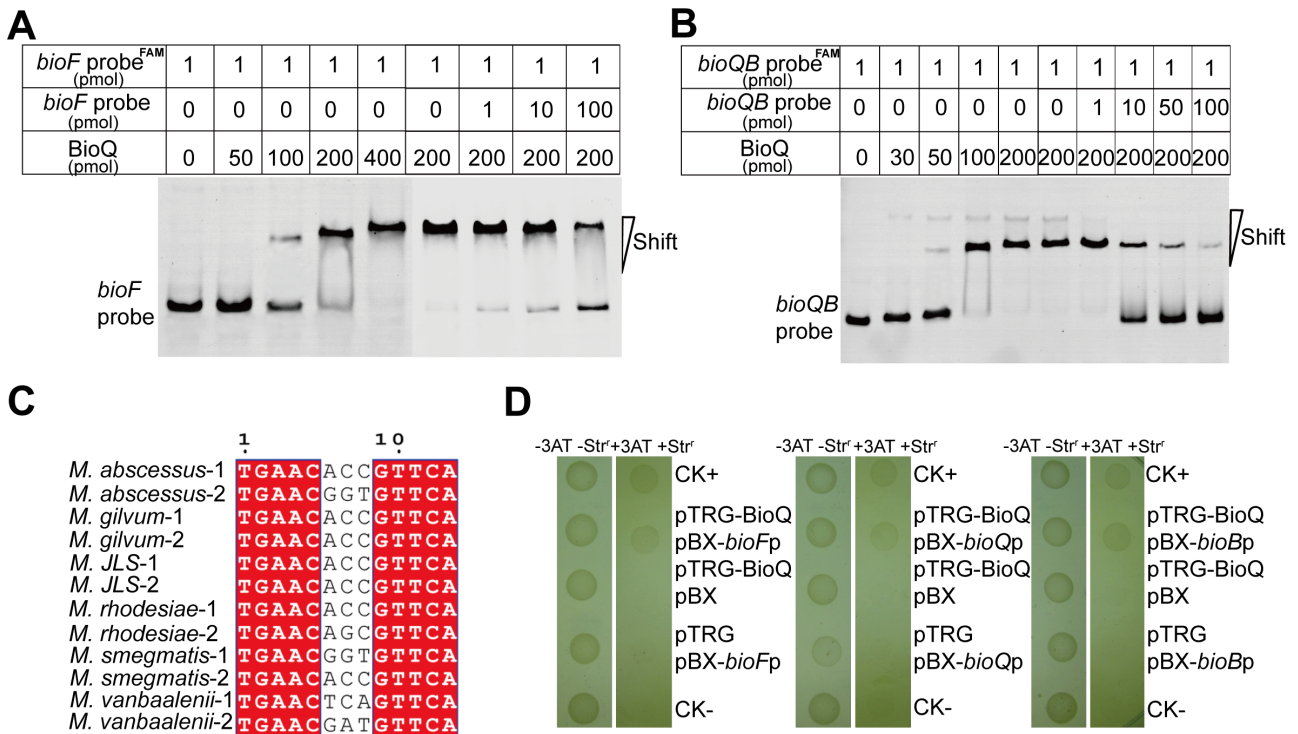 A
bioF probe FAM (pmol) 1 1 1 1 1 1 1 1 1
bioF probe (pmol) 0 0 0 0 0 0 1 10 100
BioQ (pmol) 0 50 100 200 400 200 200 200 200
Shift
bioF
probe
B
bioQB probe FAM (pmol) 1 1 1 1 1 1 1 1 1 1
bioQB probe (pmol) 0 0 0 0 0 0 1 10 50 100
BioQ (pmol) 0 30 50 100 200 200 200 200 200 200
Shift
bioQB
probe
C
1 10
M. abscessus-1 TGAACACCGTTCA
M. abscessus-2 TGAACGGTGTTCA
M. gilvum-1 TGAACACCGTTCA
M. gilvum-2 TGAACACCGTTCA
M. JLS-1 TGAACACCGTTCA
M. JLS-2 TGAACACCGTTCA
M. rhodesiae-1 TGAACACCGTTCA
M. rhodesiae-2 TGAACAGCGTTCA
M. smegmatis-1 TGAACGGTGTTCA
M. smegmatis-2 TGAACACCGTTCA
M. vanbaalenii-1 TGAACTCAGTTCA
M. vanbaalenii-2 TGAACGATGTTCA
D
-3AT -Strr +3AT +Strr
CK+
pTRG-BioQ
pBX-bioFp
pTRG-BioQ
pBX
pTRG
pBX-bioFp
CK-
-3AT -Strr +3AT +Strr
CK+
pTRG-BioQ
pBX-bioQp
pTRG-BioQ
pBX
pTRG
pBX-bioQp
CK-
-3AT -Strr +3AT +Strr
CK+
pTRG-BioQ
pBX-bioBp
pTRG-BioQ
pBX
pTRG
pBX-bioBp
CK-